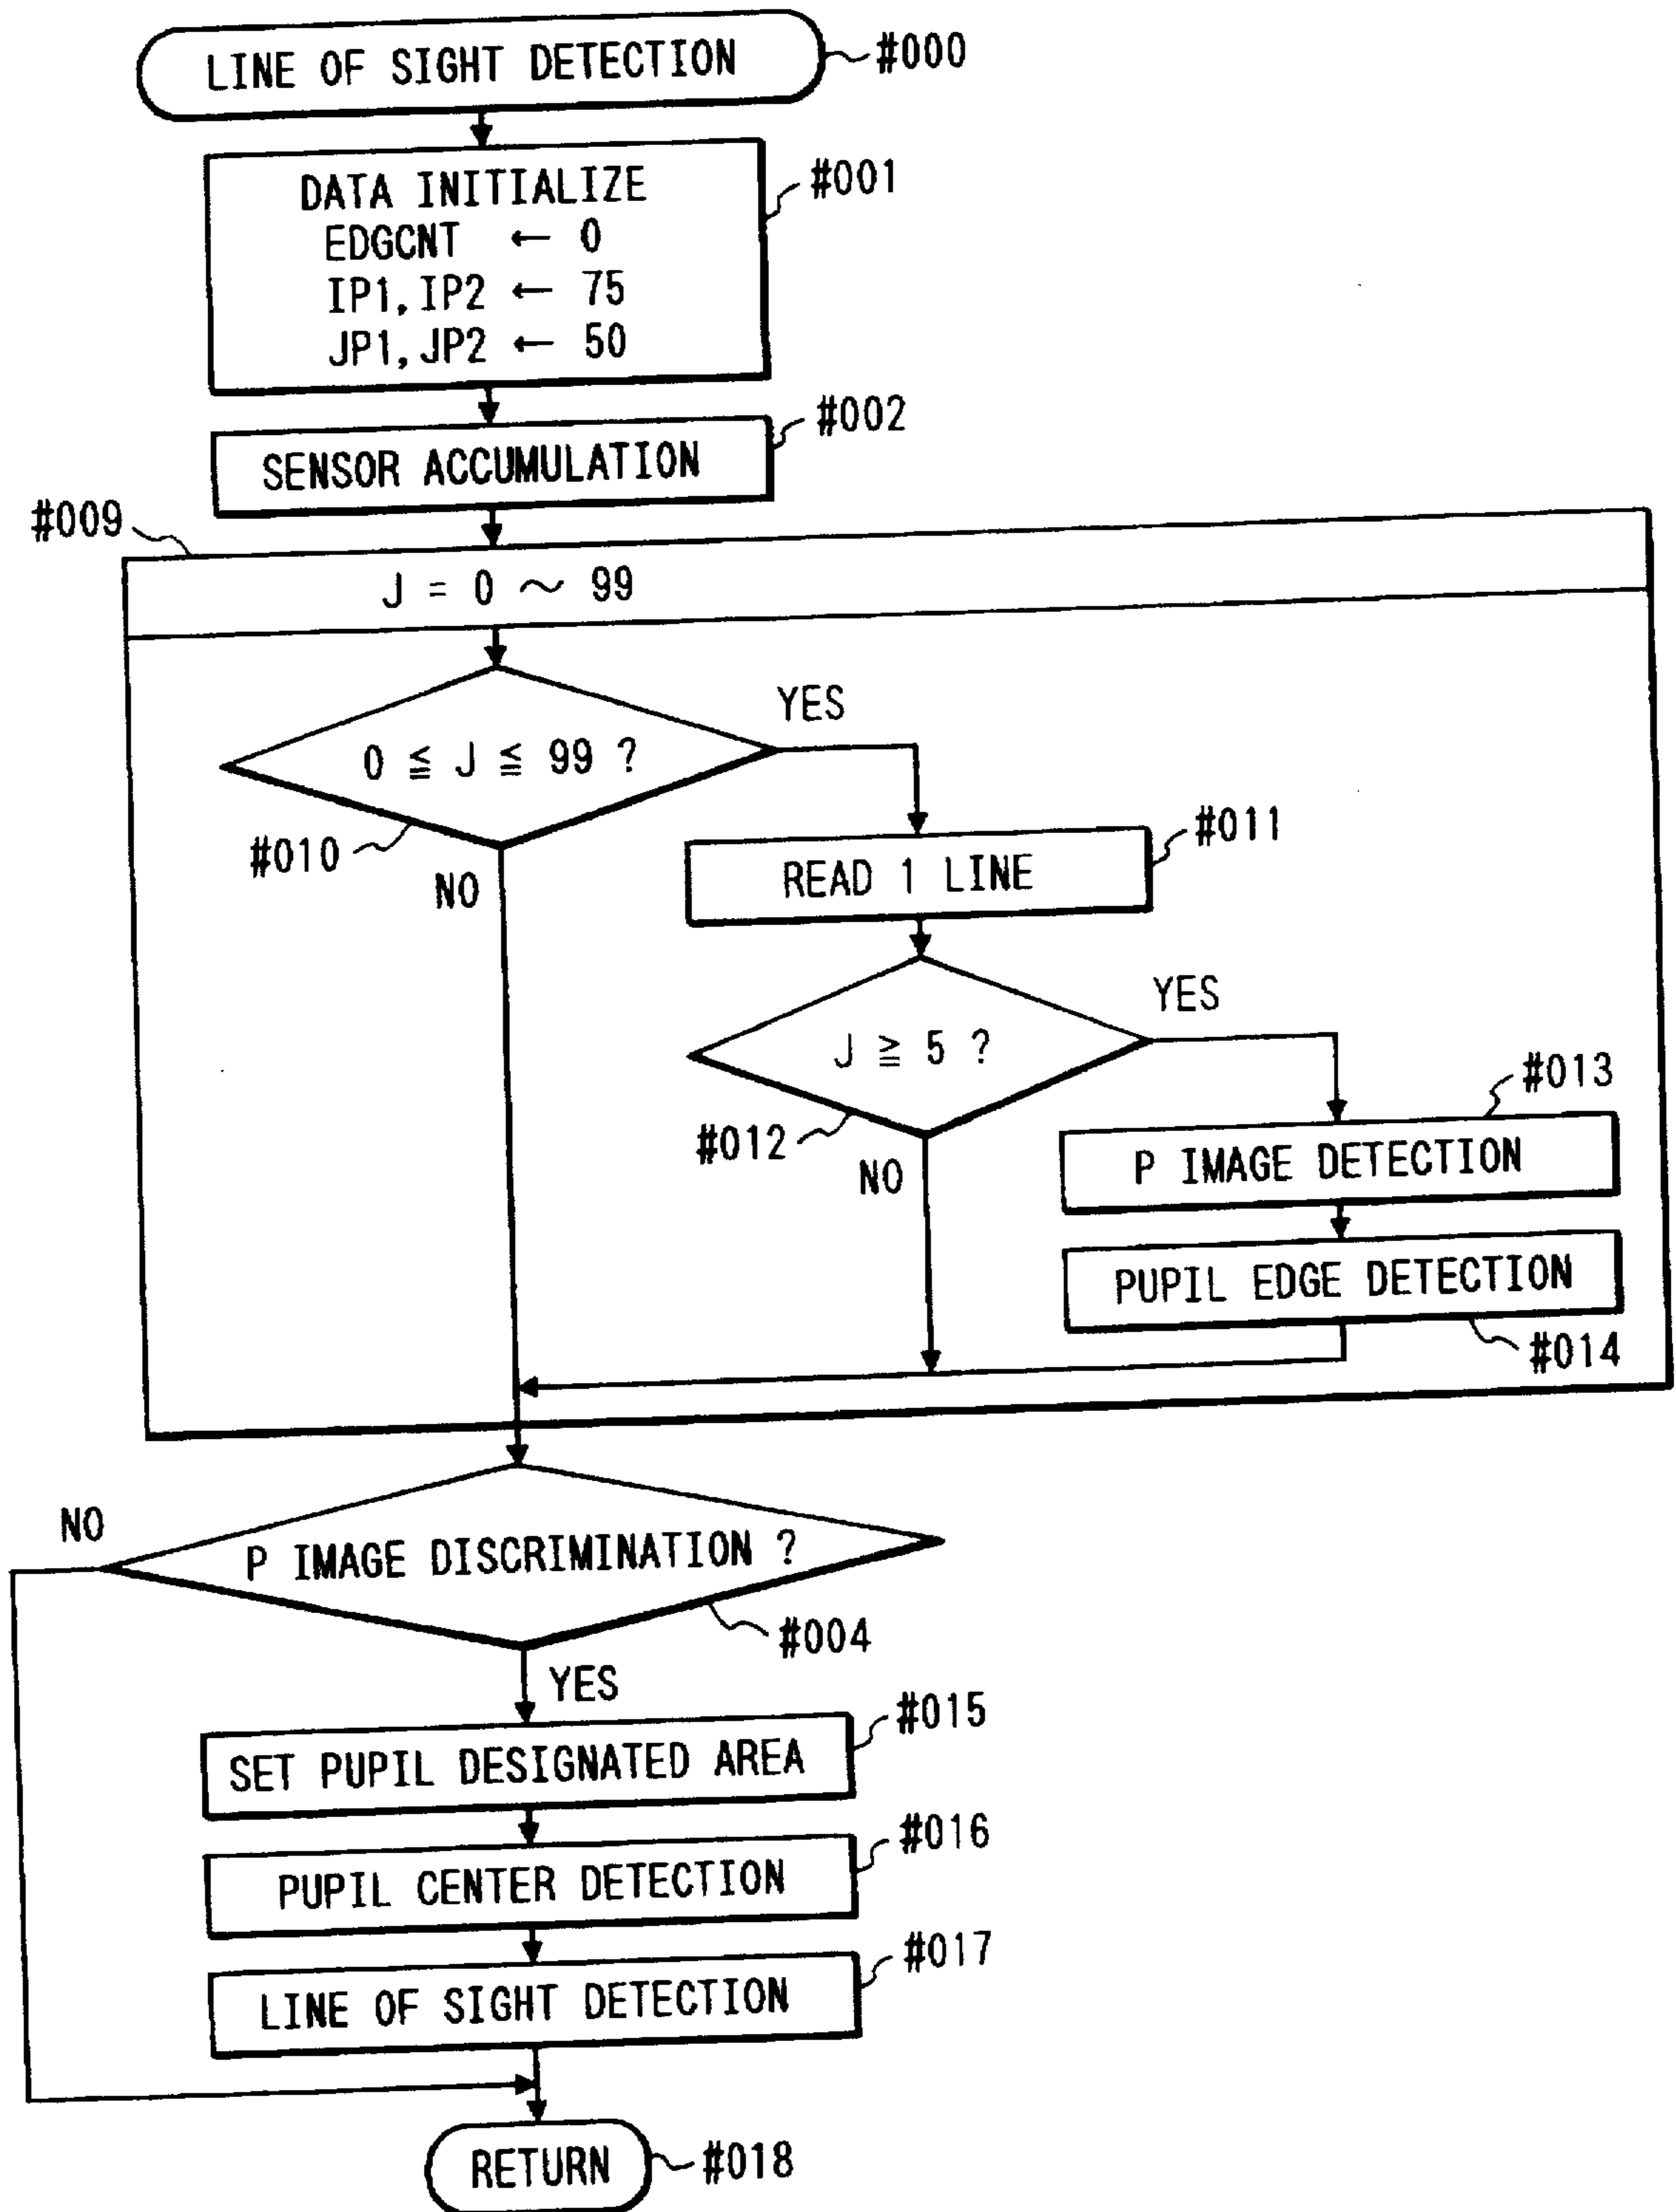 LINE OF SIGHT DETECTION
#000
DATA INITIALIZE
EDGCNT ← 0
IP1, IP2 ← 75
JP1, JP2 ← 50
#001
SENSOR ACCUMULATION
#002
#009
J = 0 ～ 99
0 ≦ J ≦ 99 ?
YES
#010
NO
READ 1 LINE
#011
J ≧ 5 ?
YES
#012
NO
P IMAGE DETECTION
#013
PUPIL EDGE DETECTION
#014
NO
P IMAGE DISCRIMINATION ?
#004
YES
SET PUPIL DESIGNATED AREA
#015
PUPIL CENTER DETECTION
#016
LINE OF SIGHT DETECTION
#017
RETURN
#018